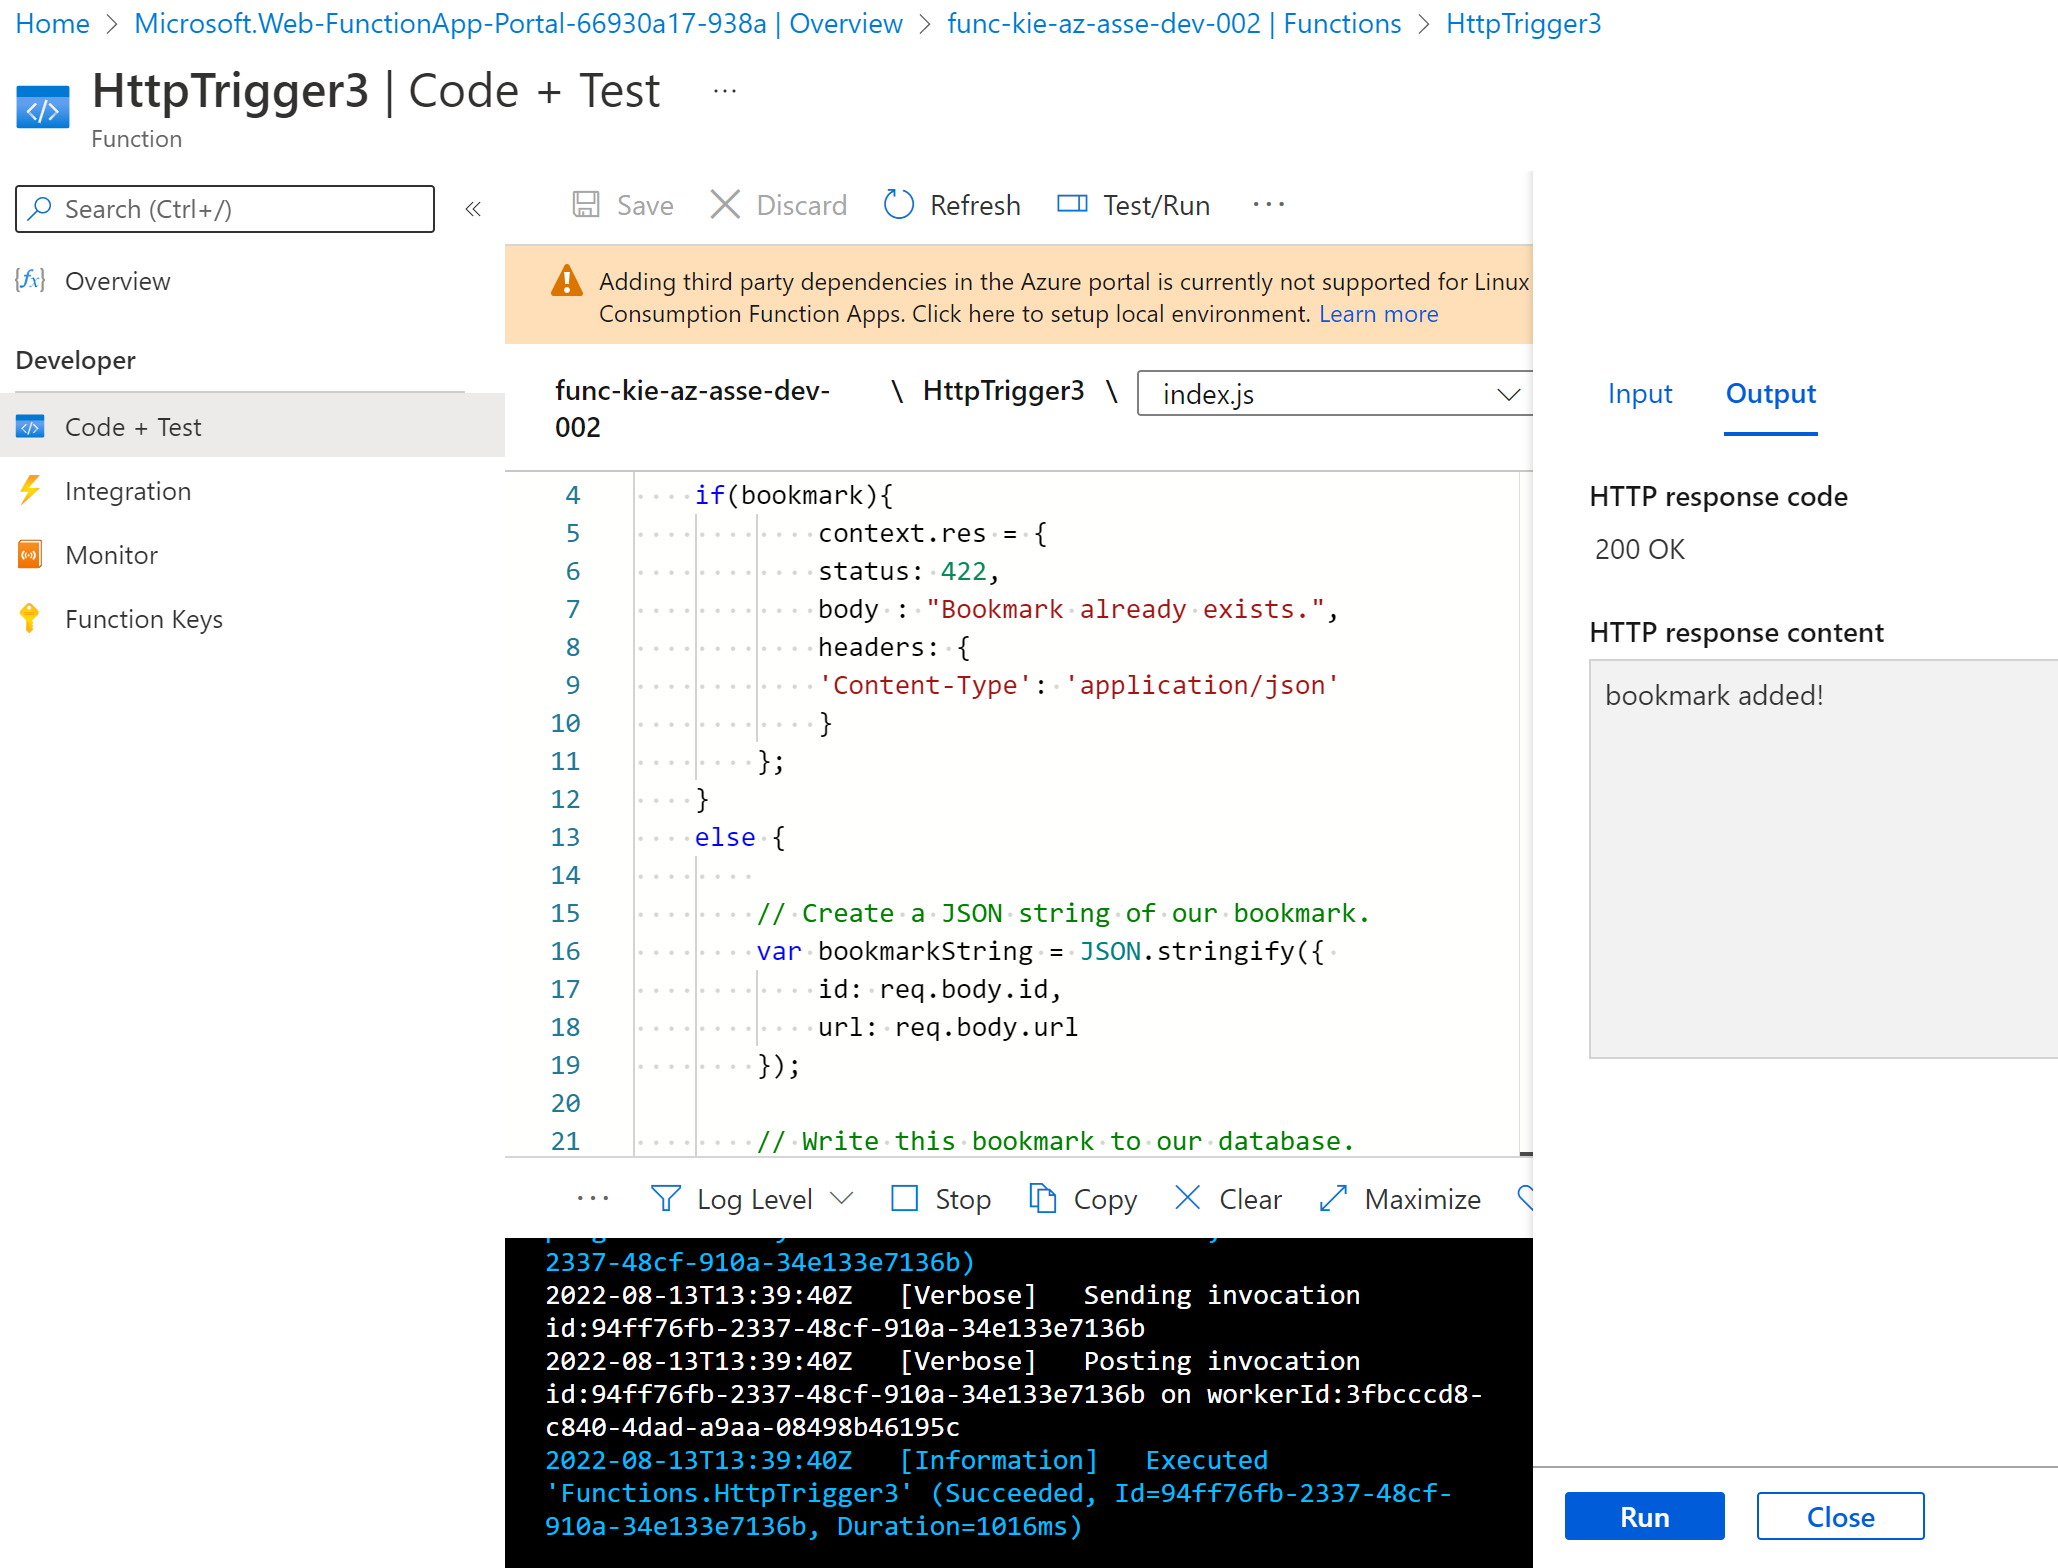 Home > Microsoft.Web-FunctionApp-Portal-66930a17-938a | Overview > func-kie-az-asse-dev-002 | Functions > HttpTrigger3
HttpTrigger3 | Code + Test ...
Function
Search (Ctrl+/) «
Overview
Developer
Code + Test
Integration
Monitor
Function Keys
Save Discard Refresh Test/Run ...
Adding third party dependencies in the Azure portal is currently not supported for Linux
Consumption Function Apps. Click here to setup local environment. Learn more
func-kie-az-asse-dev-
002
\ HttpTrigger3 \ index.js
4 if(bookmark){
5 context.res = {
6 status: 422,
7 body : "Bookmark already exists.",
8 headers: {
9 'Content-Type': 'application/json'
10 }
11 };
12 }
13 else {
14
15 // Create a JSON string of our bookmark.
16 var bookmarkString = JSON.stringify({
17 id: req.body.id,
18 url: req.body.url
19 });
20
21 // Write this bookmark to our database.
... Log Level Stop Copy Clear Maximize
2337-48cf-910a-34e133e7136b)
2022-08-13T13:39:40Z [Verbose] Sending invocation
id:94ff76fb-2337-48cf-910a-34e133e7136b
2022-08-13T13:39:40Z [Verbose] Posting invocation
id:94ff76fb-2337-48cf-910a-34e133e7136b on workerId:3fbcccd8-
c840-4dad-a9aa-08498b46195c
2022-08-13T13:39:40Z [Information] Executed
'Functions.HttpTrigger3' (Succeeded, Id=94ff76fb-2337-48cf-
910a-34e133e7136b, Duration=1016ms)
Input Output
HTTP response code
200 OK
HTTP response content
bookmark added!
Run Close